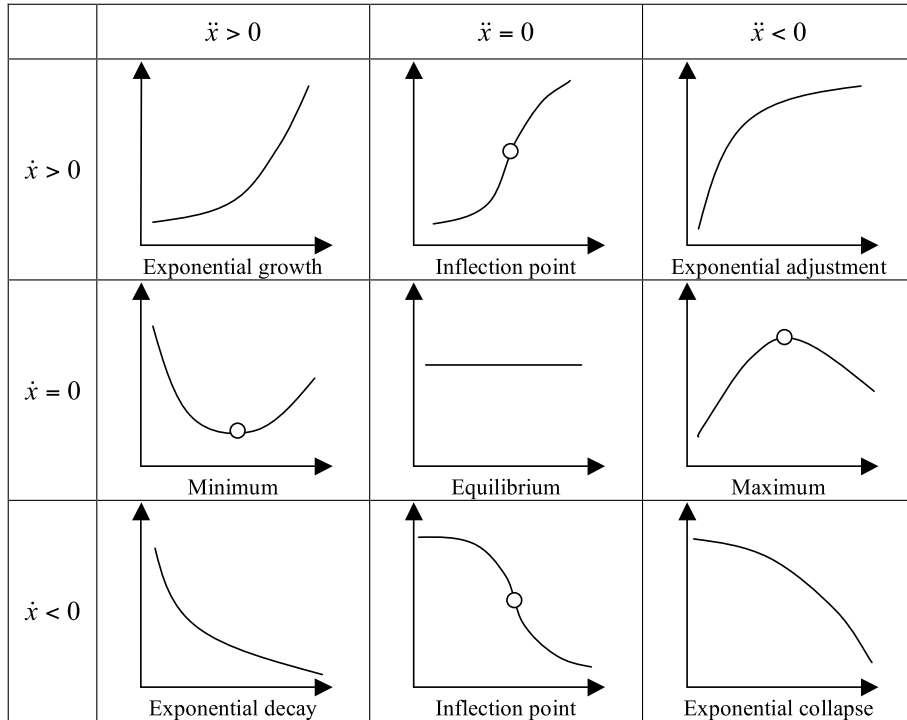 ẍ > 0 ẍ = 0 ẍ < 0
ẋ > 0
Exponential growth Inflection point Exponential adjustment
ẋ = 0
Minimum Equilibrium Maximum
ẋ < 0
Exponential decay Inflection point Exponential collapse